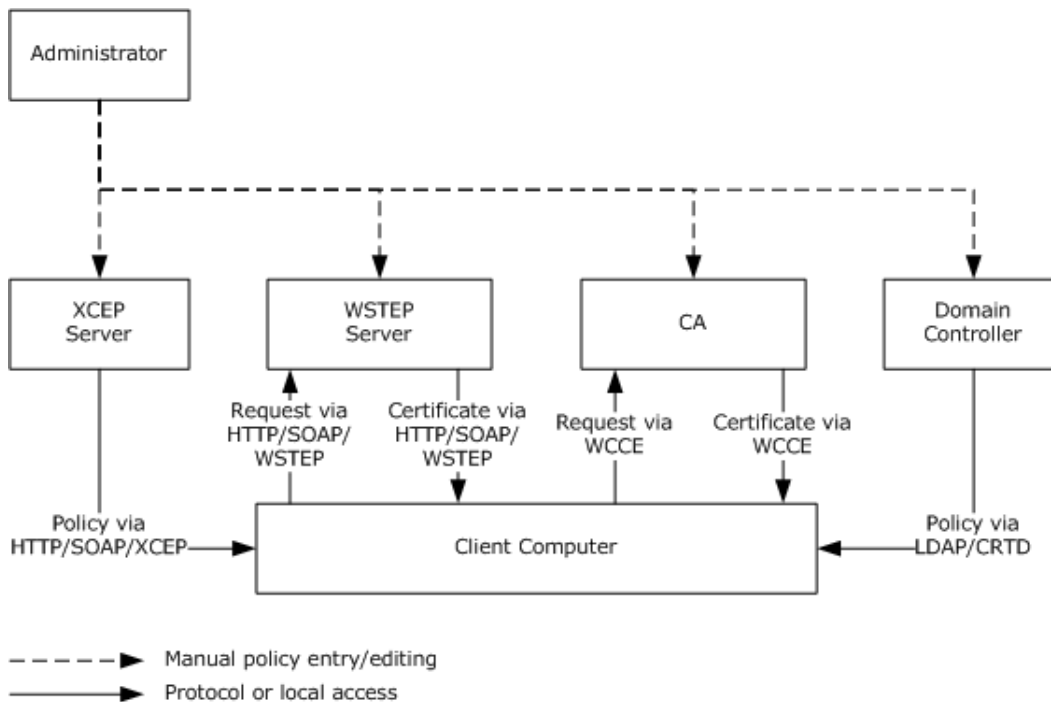 Administrator
XCEP
Server
WSTEP
Server
CA
Domain
Controller
Request via
HTTP/SOAP/
WSTEP
Certificate via
HTTP/SOAP/
WSTEP
Request via
WCCE
Certificate via
WCCE
Policy via
HTTP/SOAP/XCEP
Client Computer
Policy via
LDAP/CRTD
Manual policy entry/editing
Protocol or local access